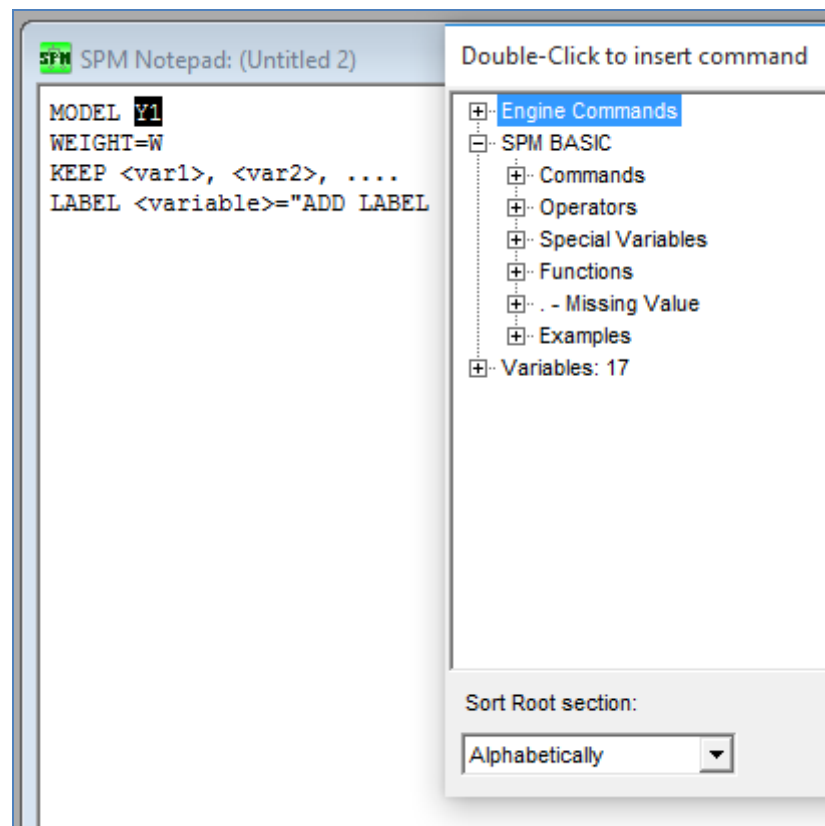 SPM Notepad: (Untitled 2)
MODEL Y1
WEIGHT=W
KEEP <var1>, <var2>, ....
LABEL <variable>="ADD LABEL
Double-Click to insert command
Engine Commands
SPM BASIC
Commands
Operators
Special Variables
Functions
. - Missing Value
Examples
Variables: 17
Sort Root section:
Alphabetically